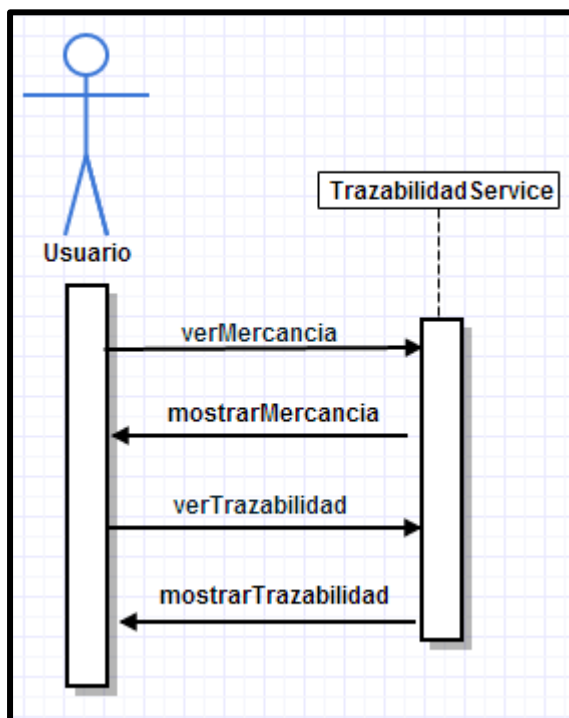 TrazabilidadService
Usuario
verMercancia
mostrarMercancia
verTrazabilidad
mostrarTrazabilidad